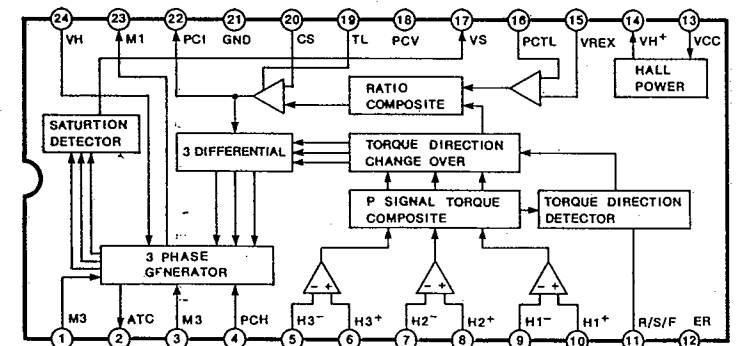 24 23 22 21 20 19 18 17 16 15 14 13
VH M1 PCI GND CS TL PCV VS PCTL VREX VH+ VCC
HALL
POWER
RATIO
COMPOSITE
SATURTION
DETECTOR
3 DIFFERENTIAL
TORQUE DIRECTION
CHANGE OVER
P SIGNAL TORQUE
COMPOSITE
TORQUE DIRECTION
DETECTOR
3 PHASE
GENERATOR
- + - + - +
M3 ATC M3 PCH H3- H3+ H2- H2+ H1- H1+ R/S/F ER
1 2 3 4 5 6 7 8 9 10 11 12